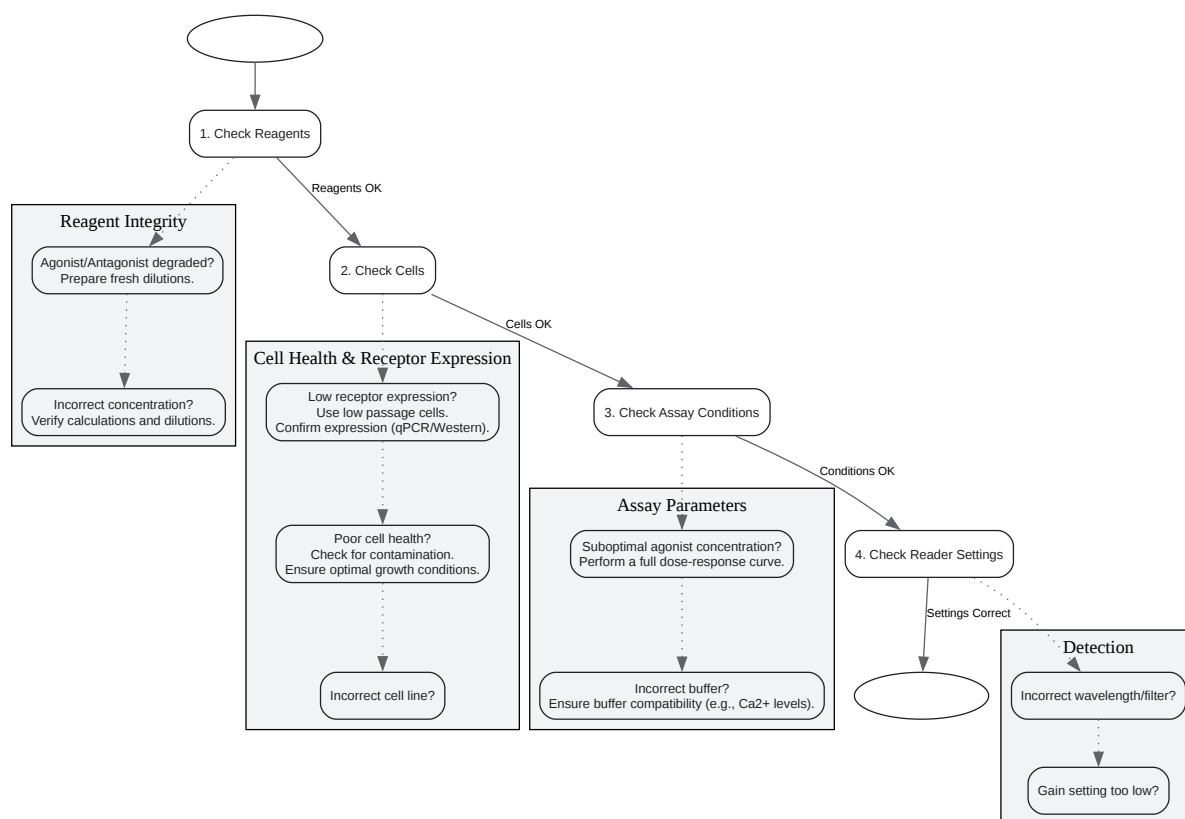 1. Check Reagents
Reagents OK
Reagent Integrity
Agonist/Antagonist degraded?
Prepare fresh dilutions.
Incorrect concentration?
Verify calculations and dilutions.
2. Check Cells
Cells OK
Cell Health & Receptor Expression
Low receptor expression?
Use low passage cells.
Confirm expression (qPCR/Western).
Poor cell health?
Check for contamination.
Ensure optimal growth conditions.
Incorrect cell line?
3. Check Assay Conditions
Conditions OK
Assay Parameters
Suboptimal agonist concentration?
Perform a full dose-response curve.
Incorrect buffer?
Ensure buffer compatibility (e.g., Ca2+ levels).
4. Check Reader Settings
Settings Correct
Detection
Incorrect wavelength/filter?
Gain setting too low?